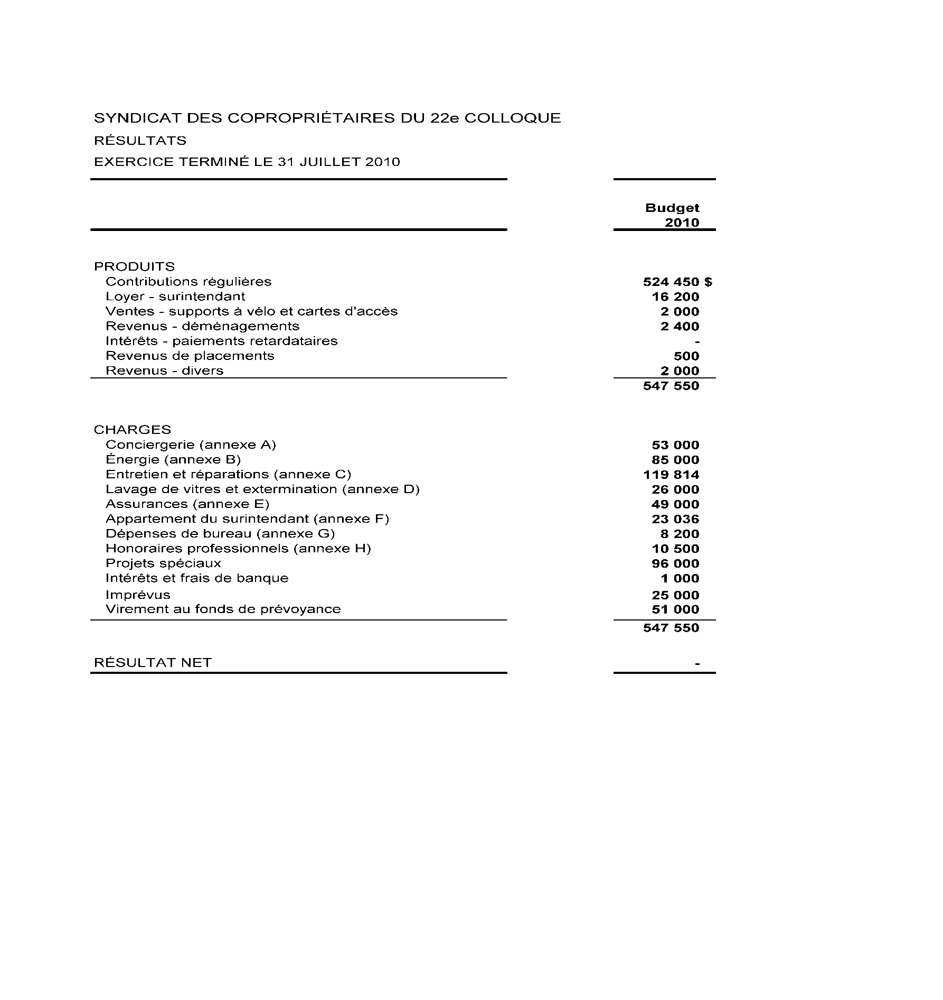 SYNDICAT DES COPROPRIÉTAIRES DU 22e COLLOQUE
RÉSULTATS
EXERCICE TERMINÉ LE 31 JUILLET 2010
Budget
2010
PRODUITS
Contributions régulières 524 450 $
Loyer - surintendant 16 200
Ventes - supports à vélo et cartes d'accès 2 000
Revenus - déménagements 2 400
Intérêts - paiements retardataires -
Revenus de placements 500
Revenus - divers 2 000
547 550
CHARGES
Conciergerie (annexe A) 53 000
Énergie (annexe B) 85 000
Entretien et réparations (annexe C) 119 814
Lavage de vitres et extermination (annexe D) 26 000
Assurances (annexe E) 49 000
Appartement du surintendant (annexe F) 23 036
Dépenses de bureau (annexe G) 8 200
Honoraires professionnels (annexe H) 10 500
Projets spéciaux 96 000
Intérêts et frais de banque 1 000
Imprévus 25 000
Virement au fonds de prévoyance 51 000
547 550
RÉSULTAT NET -